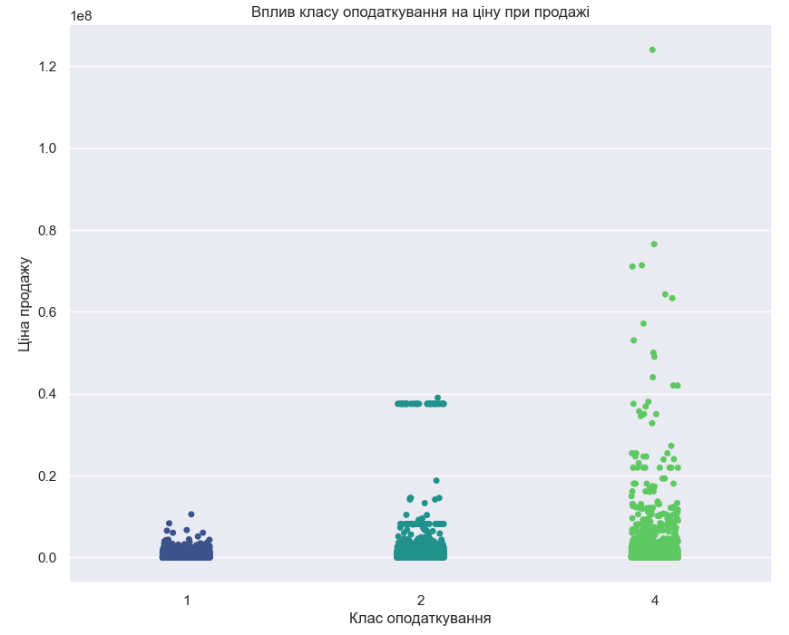 Вплив класу оподаткування на ціну при продажі
1e8
1.2
1.0
0.8
0.6
0.4
0.2
0.0
Ціна продажу
1 2 4
Клас оподаткування